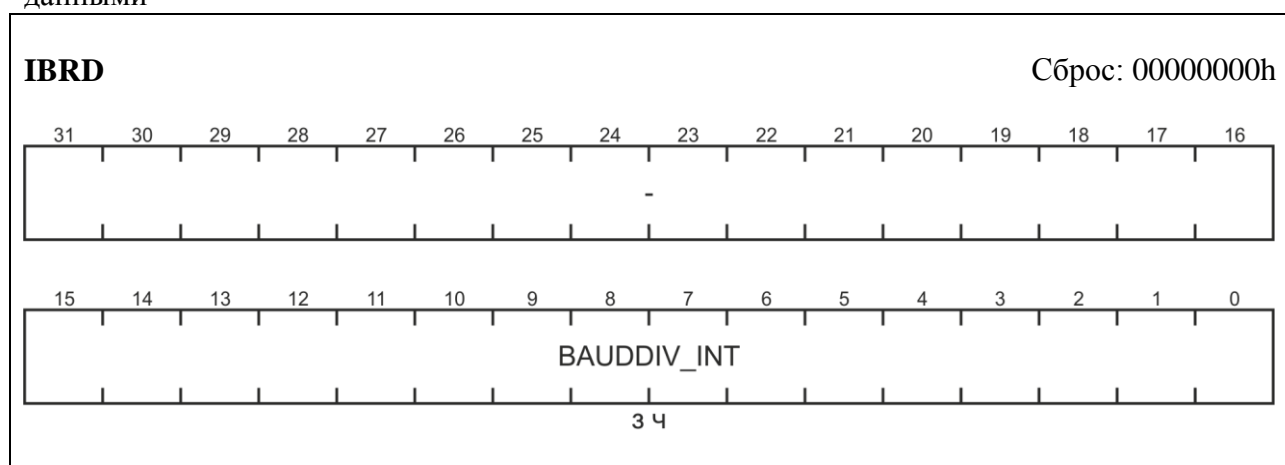 данными
IBRD Сброс: 00000000h
31 30 29 28 27 26 25 24 23 22 21 20 19 18 17 16
-
15 14 13 12 11 10 9 8 7 6 5 4 3 2 1 0
BAUDDIV_INT
З Ч